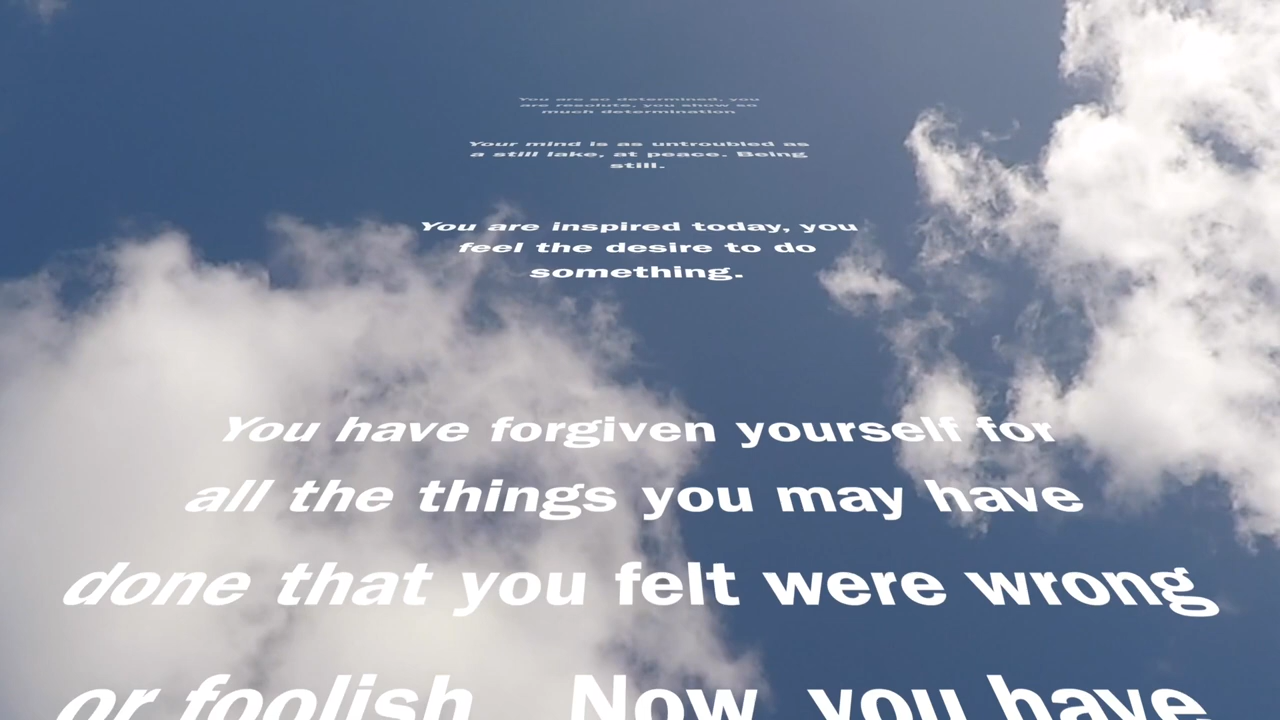 You are so determined, you
are resolute, you show so
much determination
Your mind is as untroubled as
a still lake, at peace. Being
still.
You are inspired today, you
feel the desire to do
something.
You have forgiven yourself for
all the things you may have
done that you felt were wrong
or foolish. Now, you have